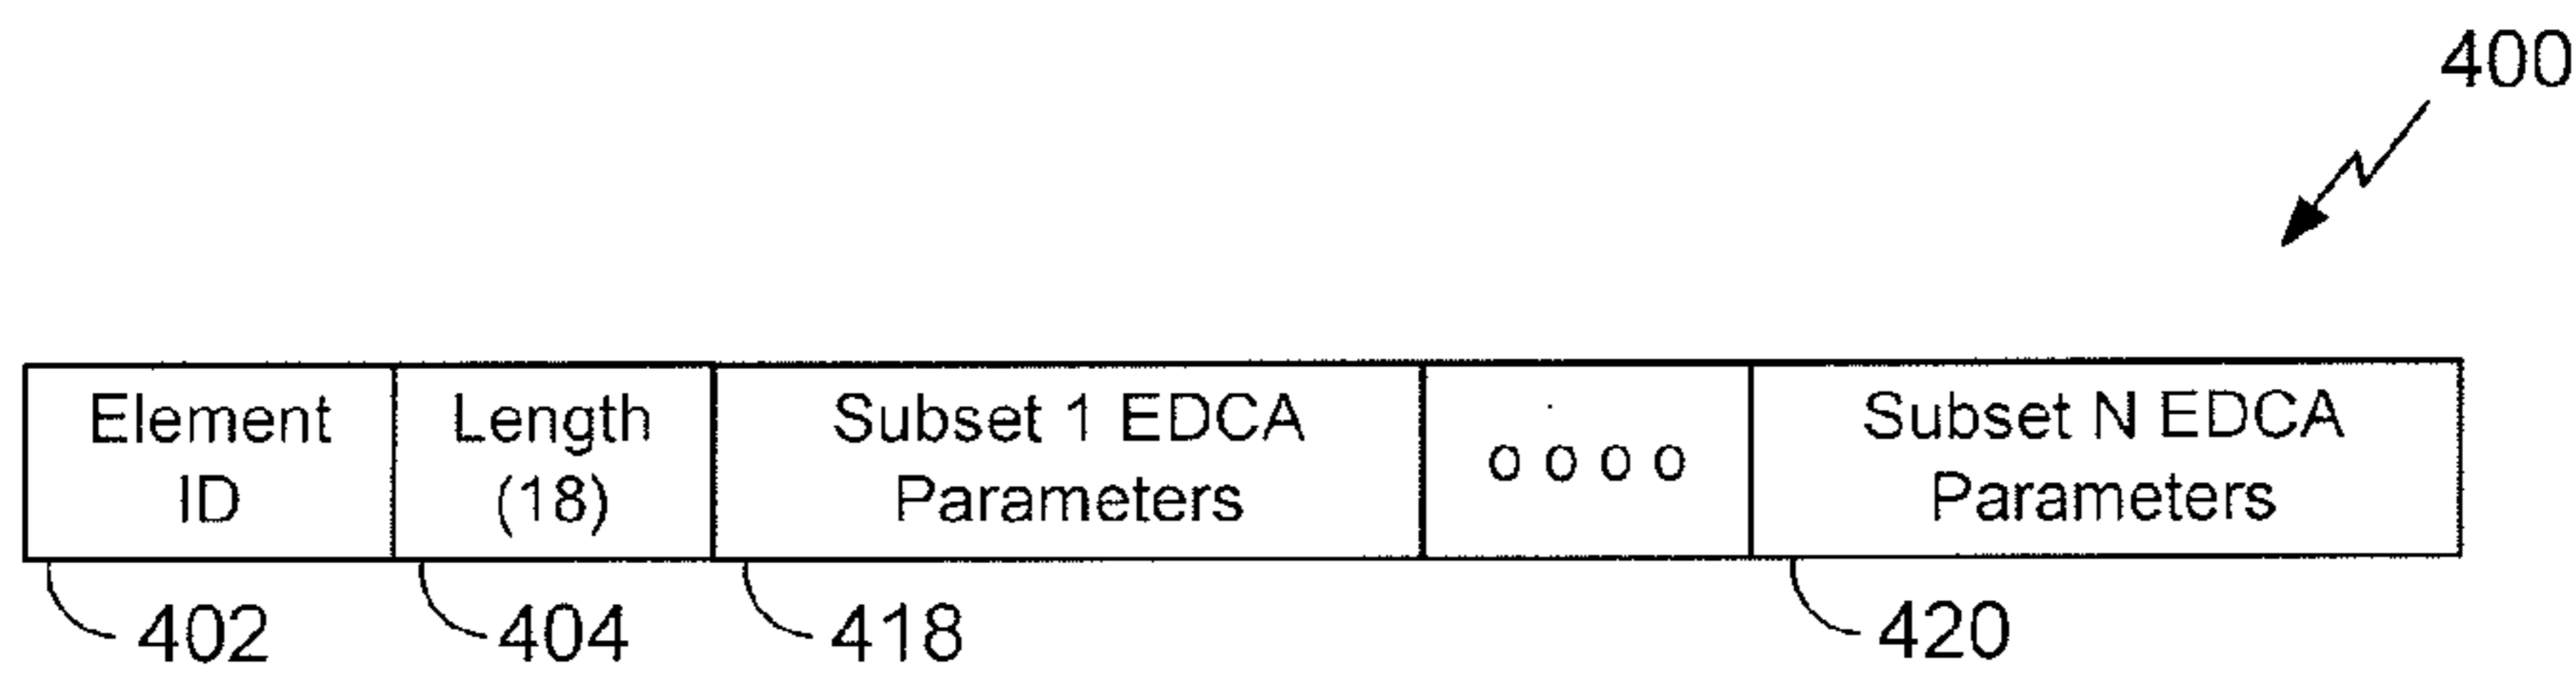 400
Element Length Subset 1 EDCA o o o o Subset N EDCA
ID (18) Parameters Parameters
402 404 418 420